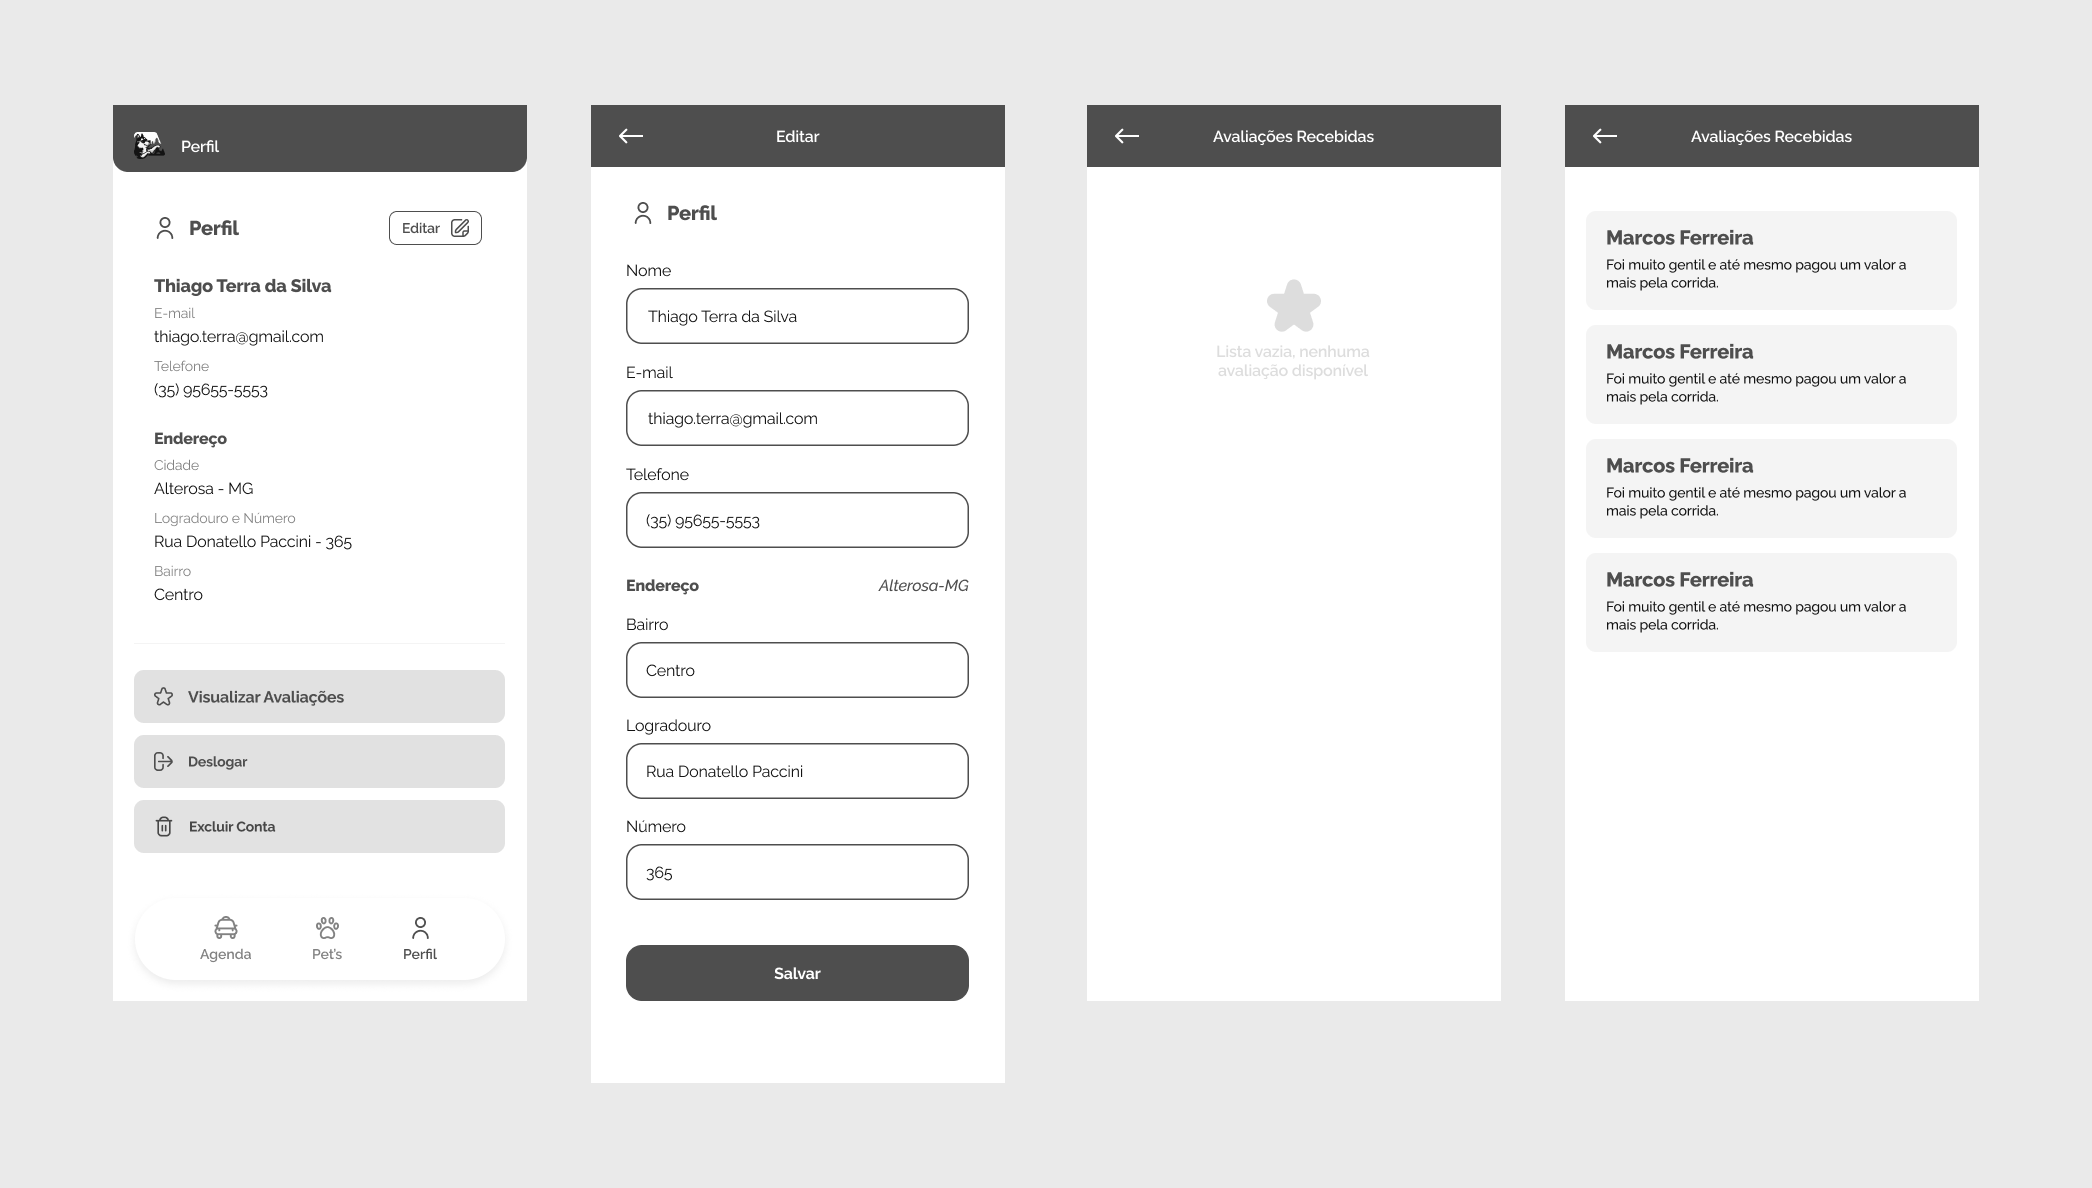 Perfil
Perfil
Editar
Thiago Terra da Silva
E-mail
thiago.terra@gmail.com
Telefone
(35) 95655-5553
Endereço
Cidade
Alterosa - MG
Logradouro e Número
Rua Donatello Paccini - 365
Bairro
Centro
Visualizar Avaliações
Deslogar
Excluir Conta
Agenda
Pet's
Perfil
Editar
Perfil
Nome
Thiago Terra da Silva
E-mail
thiago.terra@gmail.com
Telefone
(35) 95655-5553
Endereço
Alterosa-MG
Bairro
Centro
Logradouro
Rua Donatello Paccini
Número
365
Salvar
Avaliações Recebidas
Lista vazia, nenhuma
avaliação disponível
Avaliações Recebidas
Marcos Ferreira
Foi muito gentil e até mesmo pagou um valor a
mais pela corrida.
Marcos Ferreira
Foi muito gentil e até mesmo pagou um valor a
mais pela corrida.
Marcos Ferreira
Foi muito gentil e até mesmo pagou um valor a
mais pela corrida.
Marcos Ferreira
Foi muito gentil e até mesmo pagou um valor a
mais pela corrida.